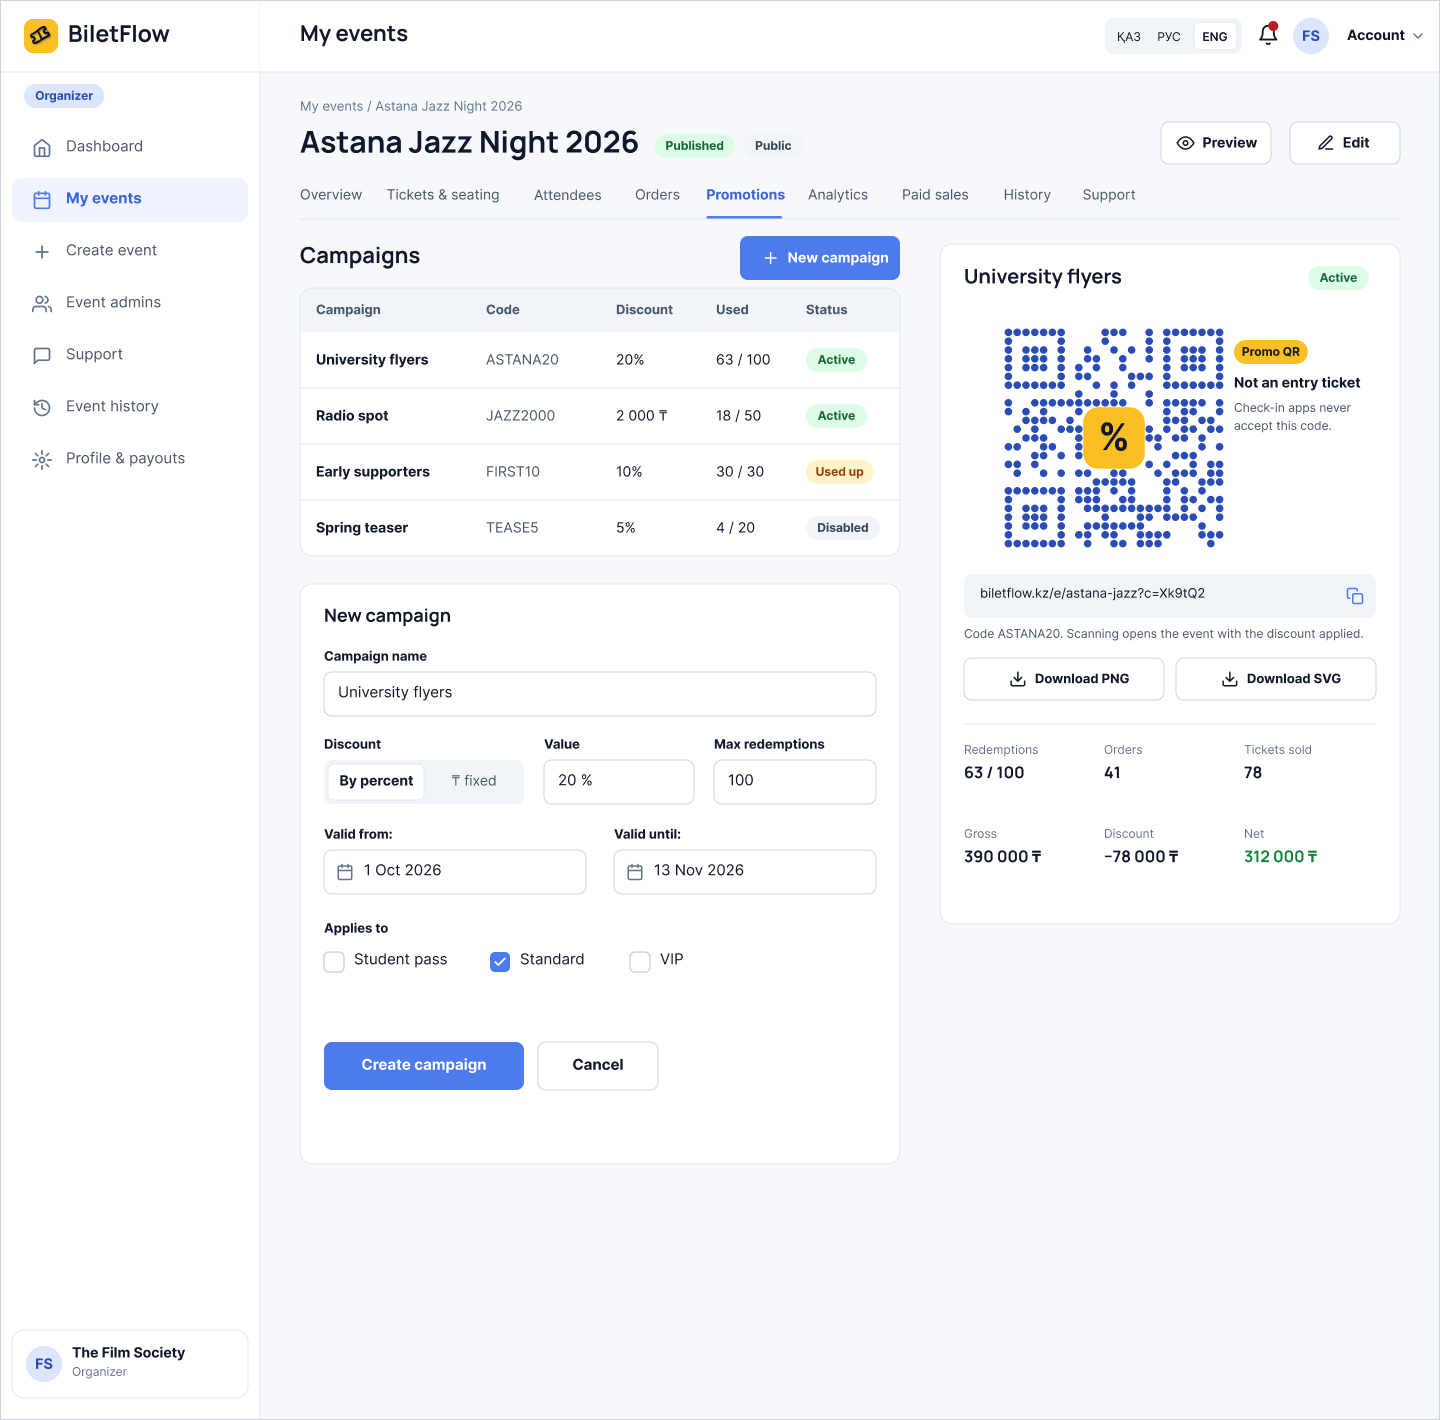 BiletFlow
My events
ҚАЗ РУС ENG
FS
Account
Organizer
Dashboard
My events
Create event
Event admins
Support
Event history
Profile & payouts
The Film Society
FS
Organizer
My events / Astana Jazz Night 2026
Astana Jazz Night 2026
Published
Public
Preview
Edit
Overview Tickets & seating Attendees Orders Promotions Analytics Paid sales History Support
Campaigns
New campaign
Campaign Code Discount Used Status
University flyers ASTANA20 20% 63 / 100 Active
Radio spot JAZZ2000 2 000 ₸ 18 / 50 Active
Early supporters FIRST10 10% 30 / 30 Used up
Spring teaser TEASE5 5% 4 / 20 Disabled
New campaign
Campaign name
University flyers
Discount Value Max redemptions
By percent ₸ fixed 20 % 100
Valid from: Valid until:
1 Oct 2026 13 Nov 2026
Applies to
Student pass Standard VIP
Create campaign Cancel
University flyers Active
%
Promo QR
Not an entry ticket
Check-in apps never
accept this code.
biletflow.kz/e/astana-jazz?c=Xk9tQ2
Code ASTANA20. Scanning opens the event with the discount applied.
Download PNG Download SVG
Redemptions Orders Tickets sold
63 / 100 41 78
Gross Discount Net
390 000 ₸ −78 000 ₸ 312 000 ₸